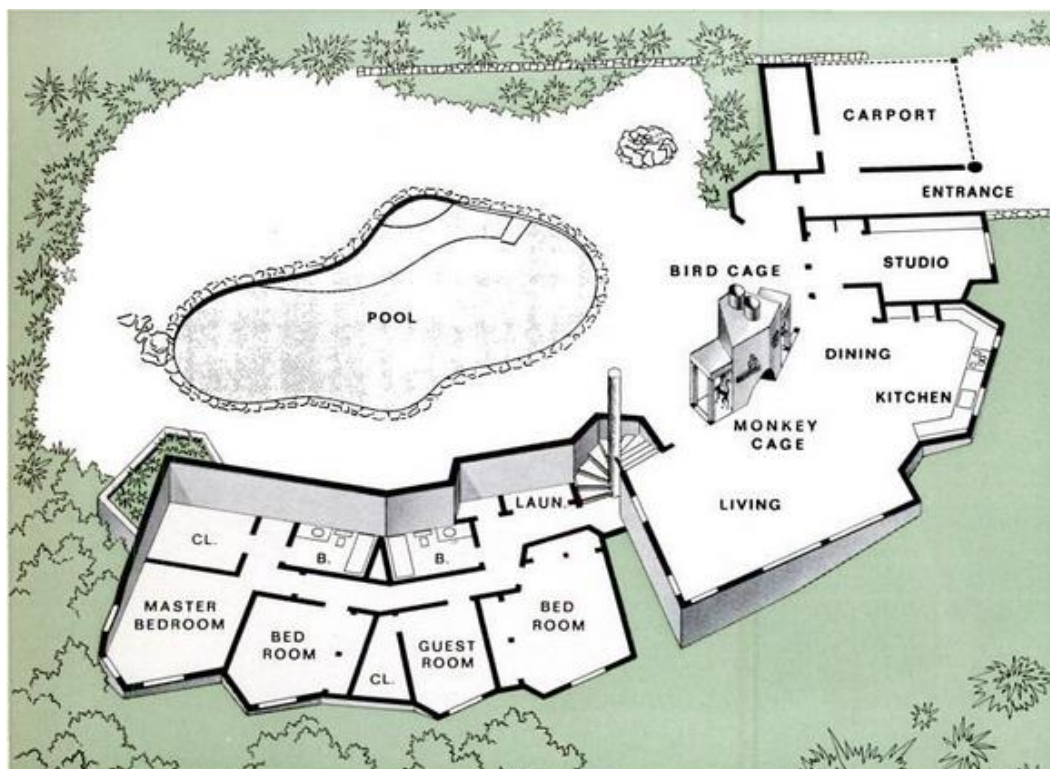 CARPORT
ENTRANCE
STUDIO
BIRD CAGE
POOL
DINING
KITCHEN
MONKEY
CAGE
LIVING
LAUN.
CL.
B.
B.
MASTER
BEDROOM
BED
ROOM
CL.
GUEST
ROOM
BED
ROOM